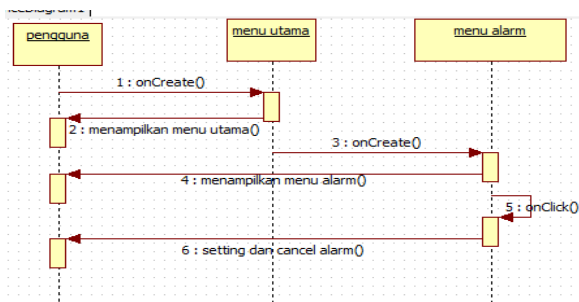 pengguna
menu utama
menu alarm
1 : onCreate()
2 : menampilkan menu utama()
3 : onCreate()
4 : menampilkan menu alarm()
5 : onClick()
6 : setting dan cancel alarm()